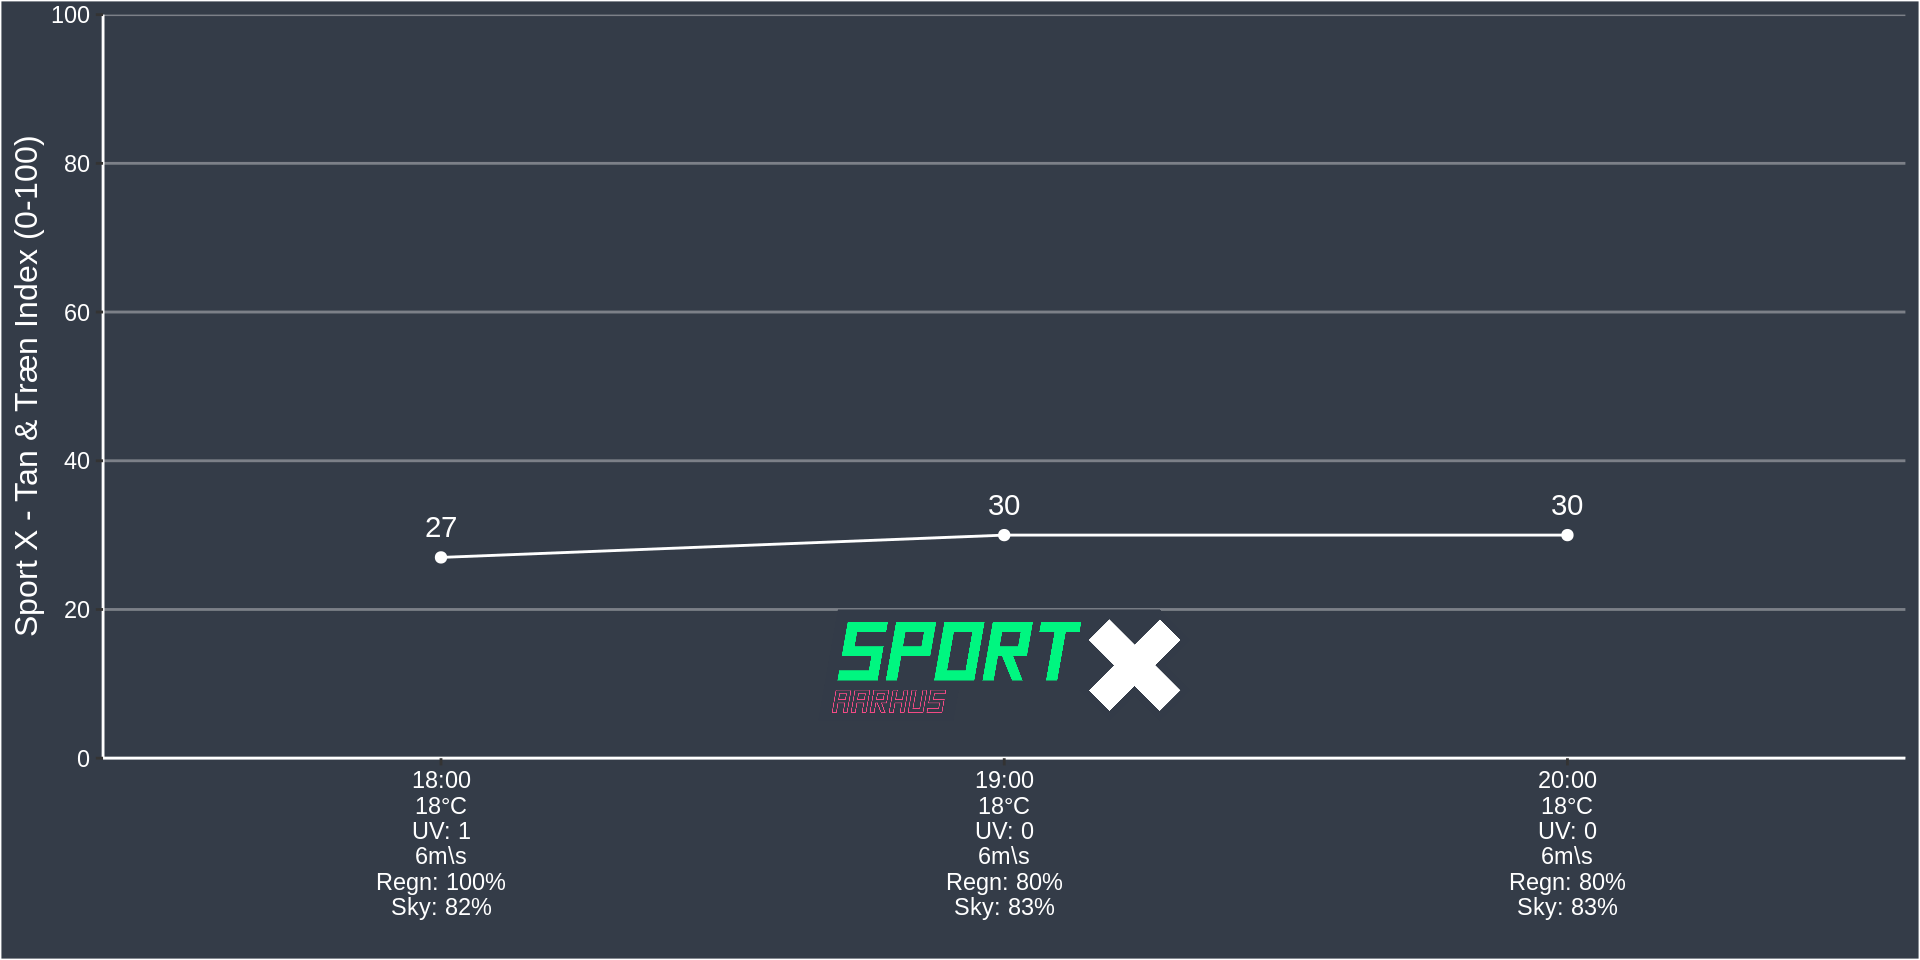 Sport X - Tan & Træn Index (0-100)
100
80
60
40
20
0
27
30
30
SPORT X
AARHUS
18:00
18°C
UV: 1
6m\s
Regn: 100%
Sky: 82%
19:00
18°C
UV: 0
6m\s
Regn: 80%
Sky: 83%
20:00
18°C
UV: 0
6m\s
Regn: 80%
Sky: 83%